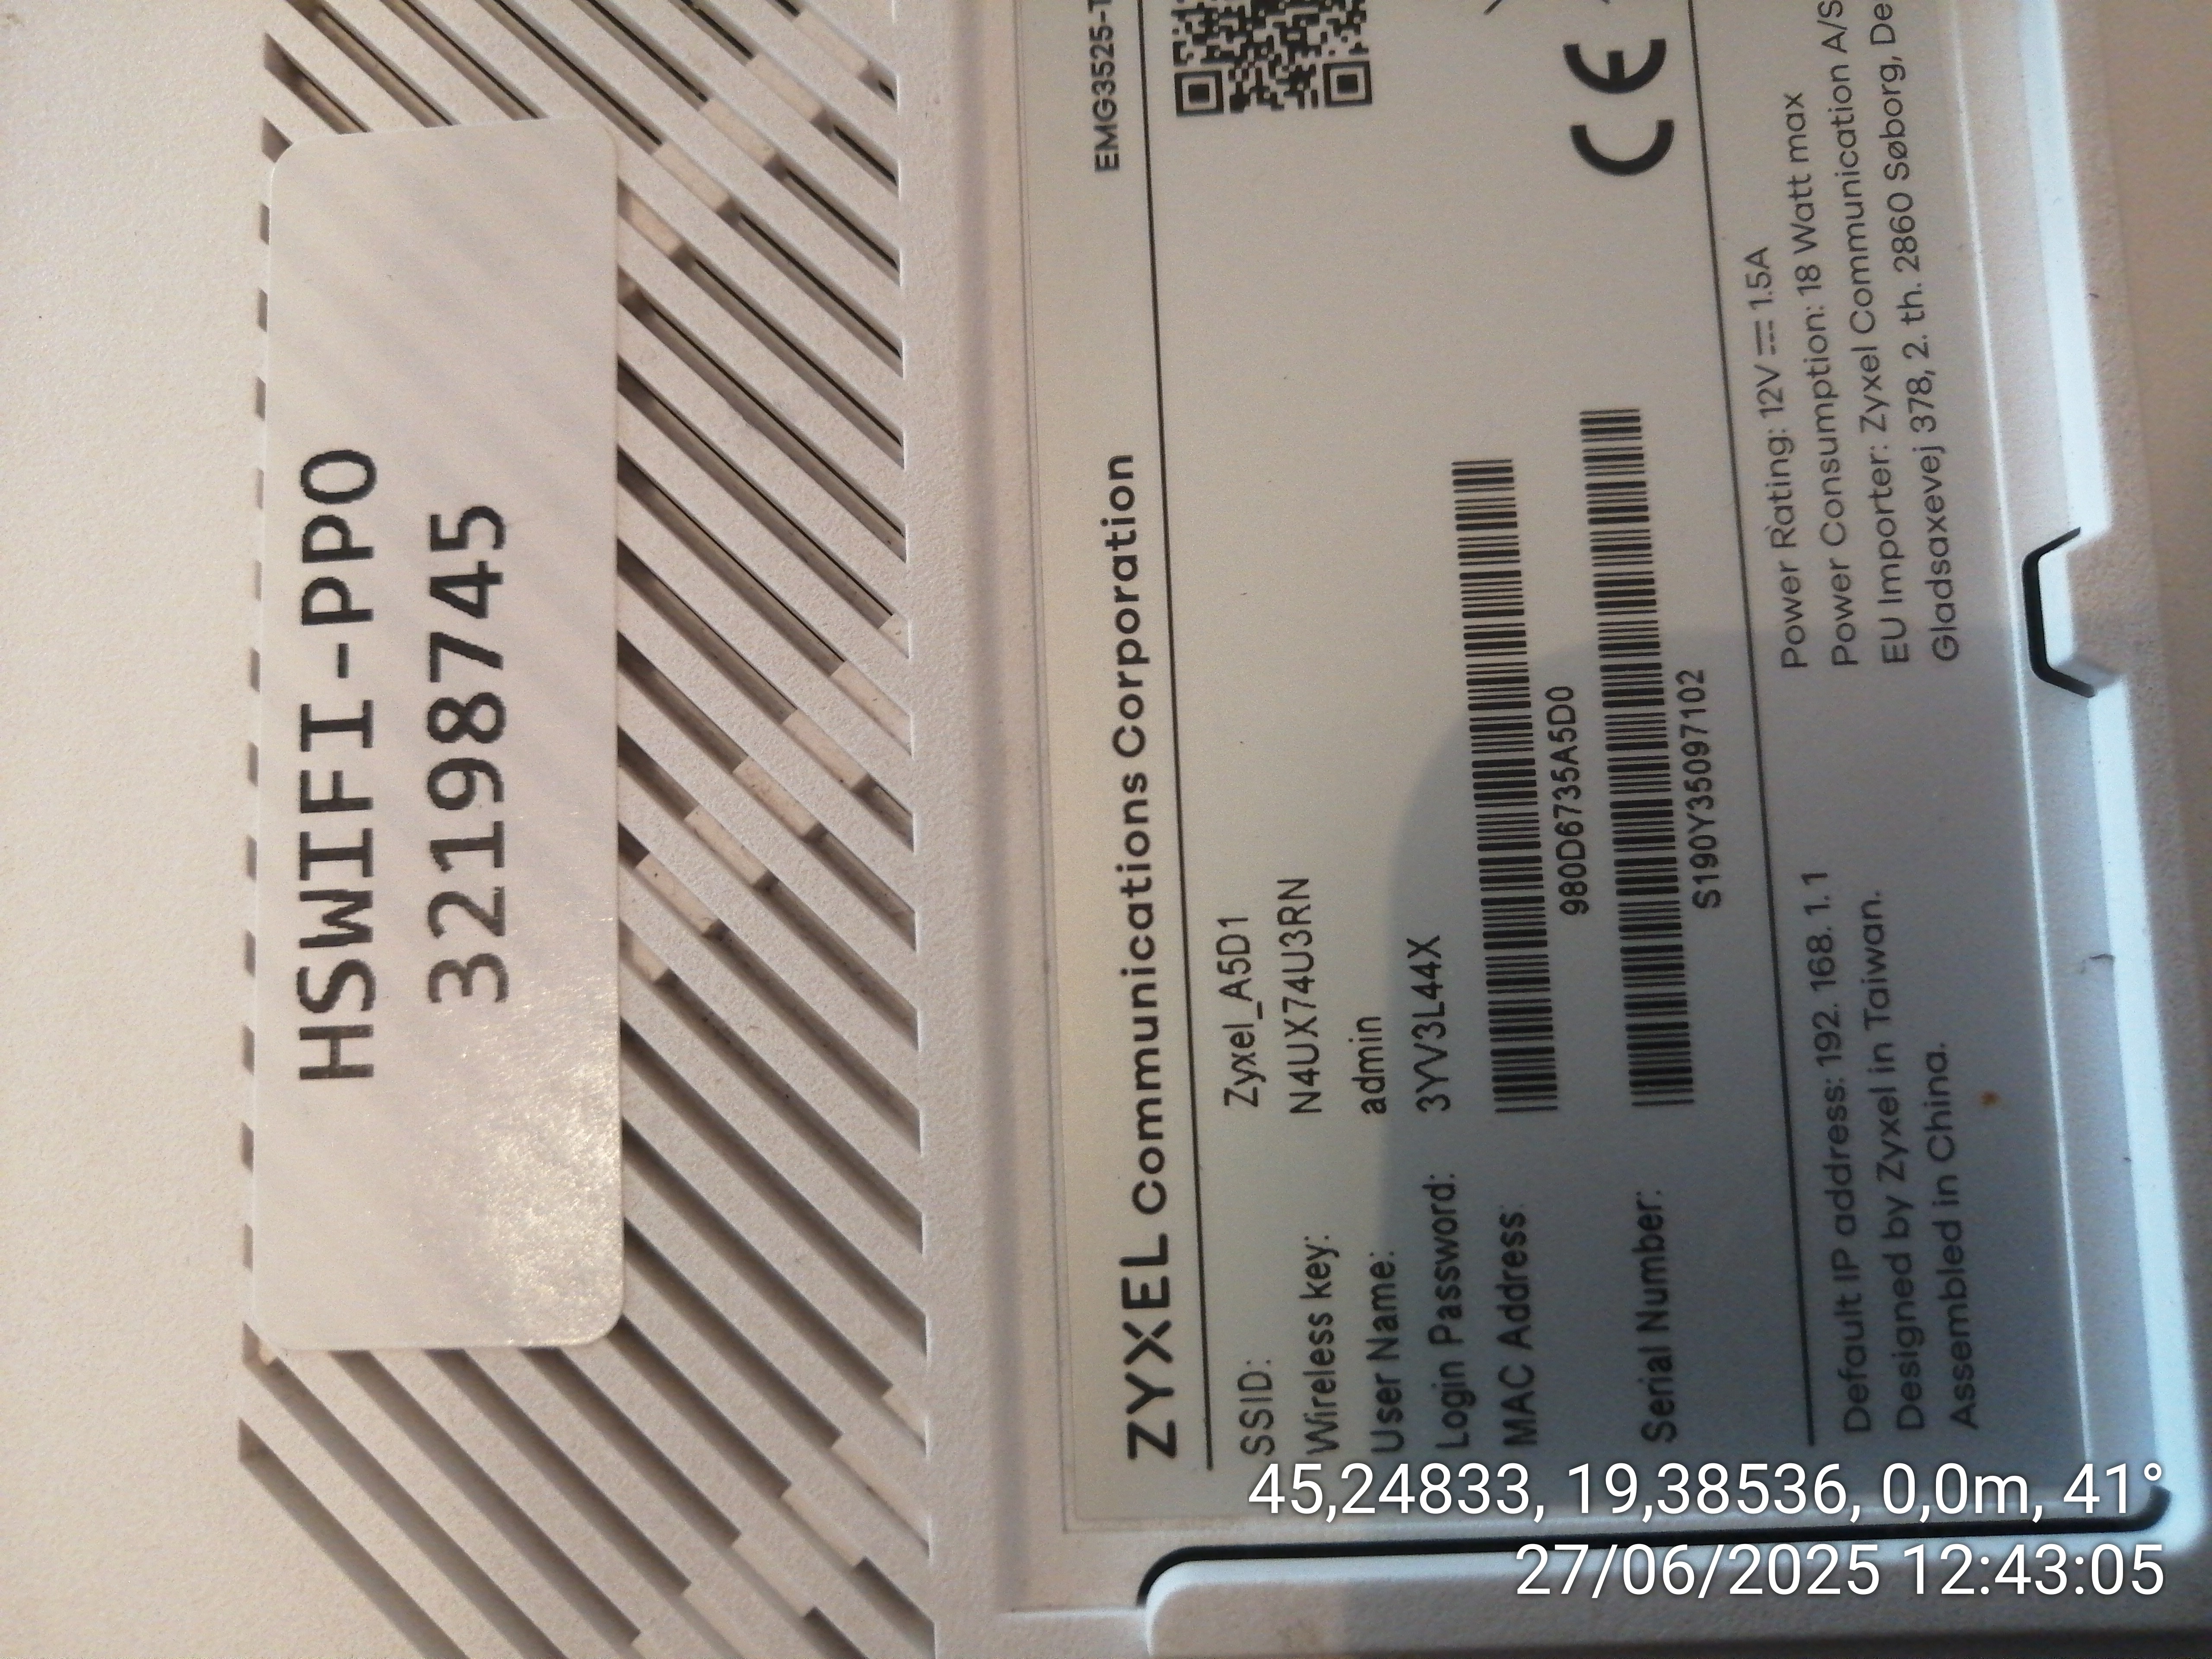 HSWIFI-PPO
32198745
EMG3525-T
ZYXEL Communications Corporation
SSID: Zyxel_A5D1
Wireless key: N4UX74U3RN
User Name: admin
Login Password: 3YV3L44X
MAC Address:
980D6735A5D0
Serial Number:
S190Y35097102
CE
Default IP address: 192. 168. 1. 1
Designed by Zyxel in Taiwan.
Assembled in China.
Power Rating: 12V ⎓ 1.5A
Power Consumption: 18 Watt max
EU Importer: Zyxel Communication A/S
Gladsaxevej 378, 2. th. 2860 Søborg, De
45,24833, 19,38536, 0,0m, 41°
27/06/2025 12:43:05